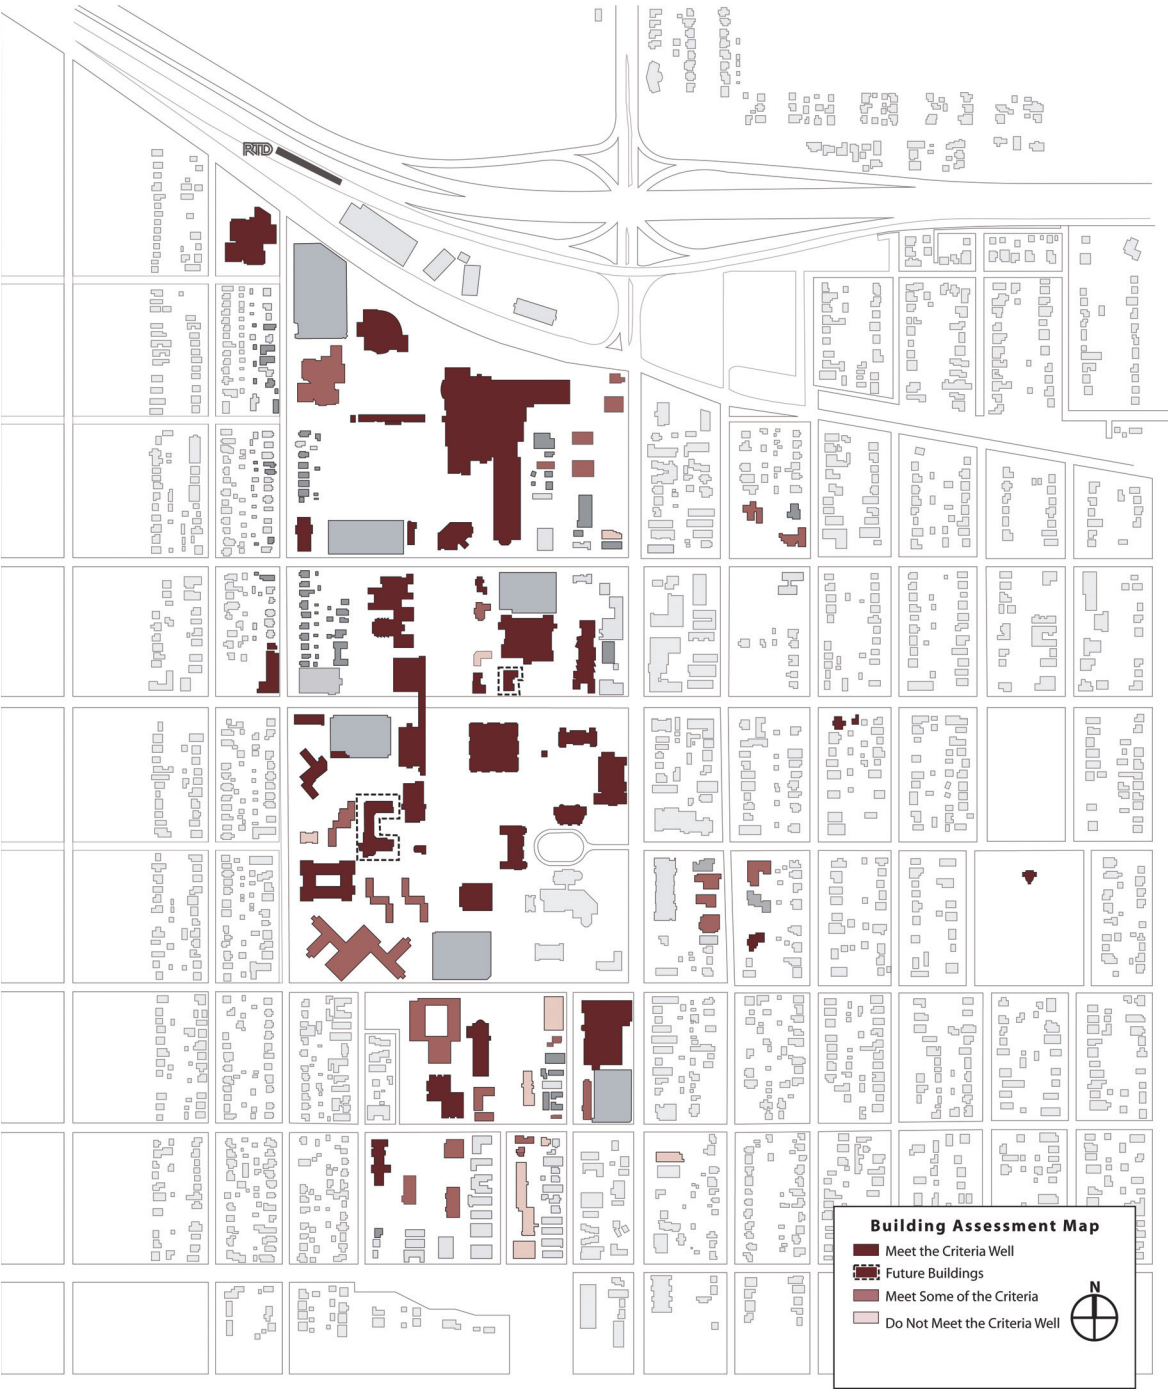 RTD
Building Assessment Map
Meet the Criteria Well
Future Buildings
Meet Some of the Criteria
Do Not Meet the Criteria Well
N